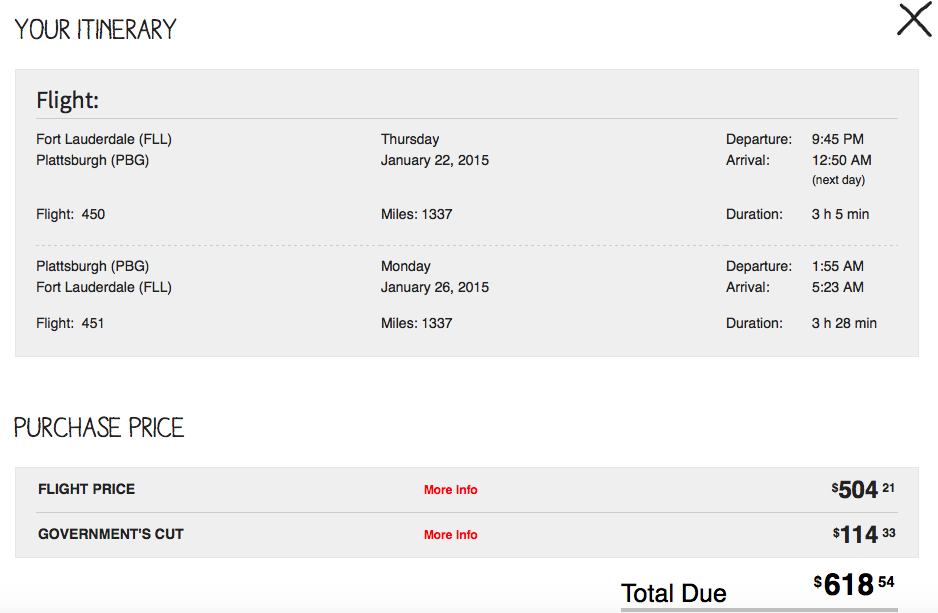 YOUR ITINERARY
Flight:
Fort Lauderdale (FLL) Thursday Departure: 9:45 PM
Plattsburgh (PBG) January 22, 2015 Arrival: 12:50 AM
(next day)
Flight: 450 Miles: 1337 Duration: 3 h 5 min
Plattsburgh (PBG) Monday Departure: 1:55 AM
Fort Lauderdale (FLL) January 26, 2015 Arrival: 5:23 AM
Flight: 451 Miles: 1337 Duration: 3 h 28 min
PURCHASE PRICE
FLIGHT PRICE More Info $504 21
GOVERNMENT'S CUT More Info $114 33
Total Due $618 54